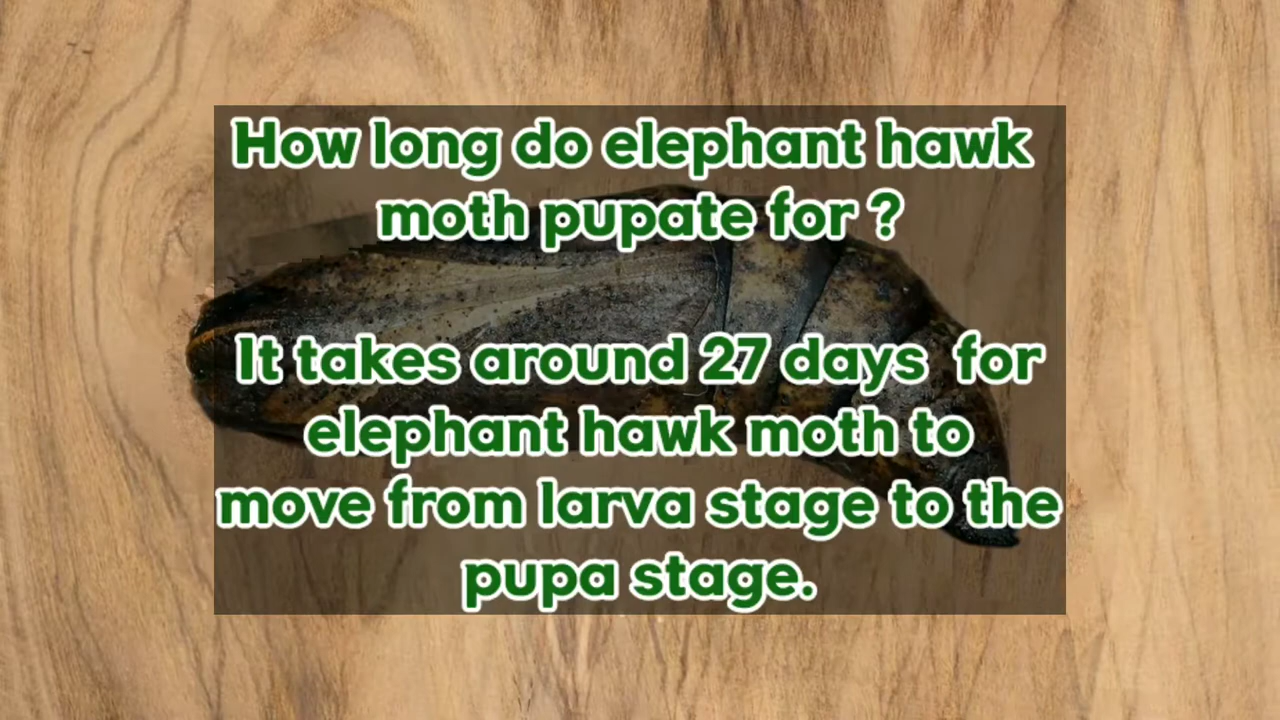 How long do elephant hawk
moth pupate for ?
It takes around 27 days  for
elephant hawk moth to
move from larva stage to the
pupa stage.